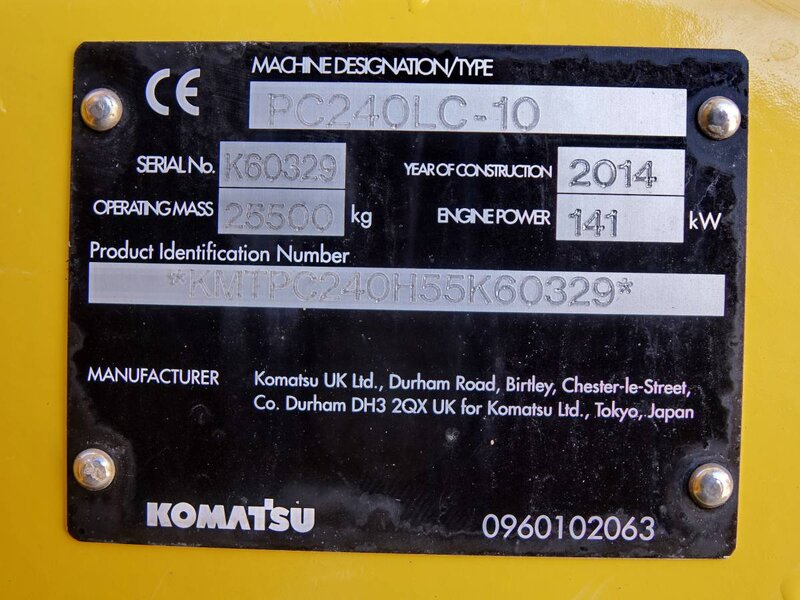 CE
MACHINE DESIGNATION/TYPE
PC240LC-10
SERIAL No. K60329 YEAR OF CONSTRUCTION 2014
OPERATING MASS 25500 kg ENGINE POWER 141 kW
Product Identification Number
*KMTPC240H55K60329*
MANUFACTURER Komatsu UK Ltd., Durham Road, Birtley, Chester-le-Street,
Co. Durham DH3 2QX UK for Komatsu Ltd., Tokyo, Japan
KOMATSU 0960102063